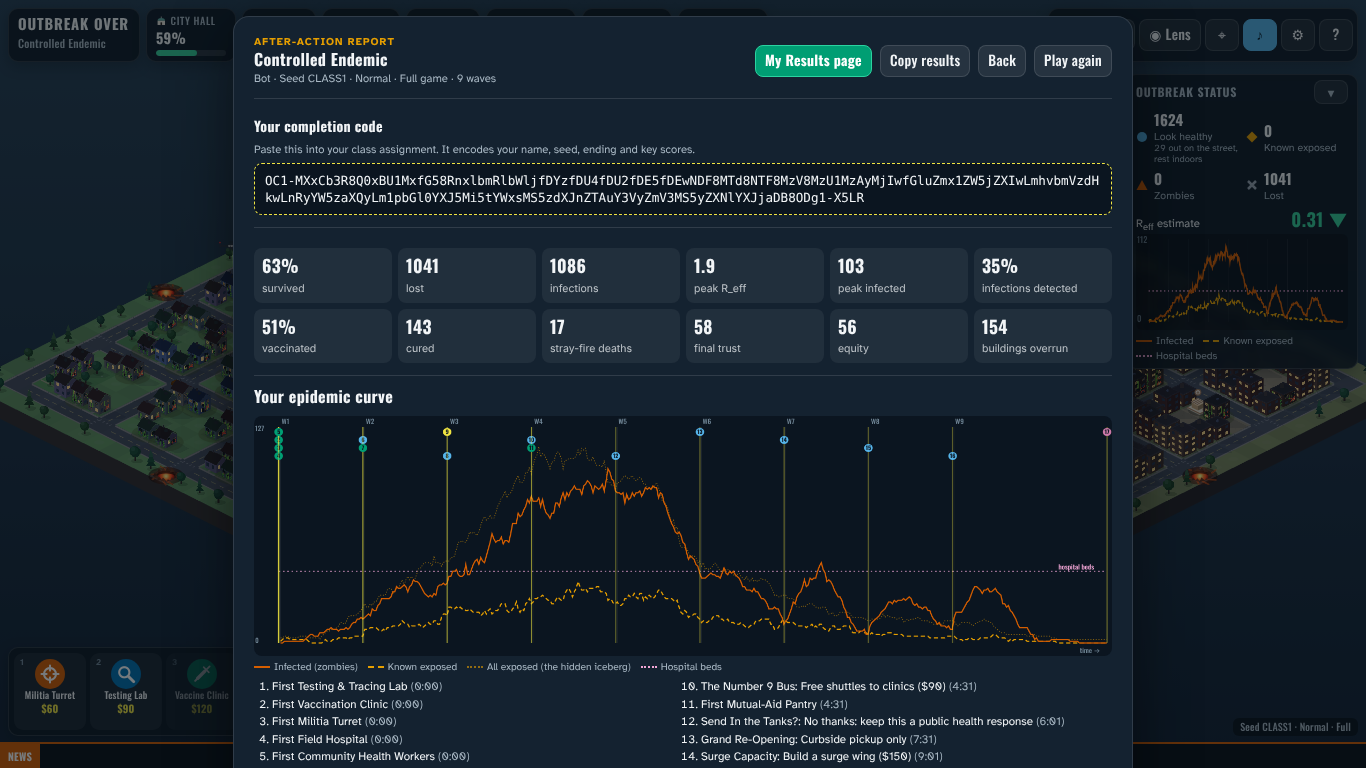 OUTBREAK OVER
Controlled Endemic
CITY HALL
59%
AFTER-ACTION REPORT
Controlled Endemic
Bot · Seed CLASS1 · Normal · Full game · 9 waves
My Results page
Copy results
Back
Play again
Lens
?
Your completion code
Paste this into your class assignment. It encodes your name, seed, ending and key scores.
OC1-MXxCb3R8Q0xBU1MxfG58RnxlbmRlbWljfDYzfDU4fDU2fDE5fDEwNDF8MTd8NTF8MzV8MzU1MzAyMjIwfGluZmx1ZW5jZXIwLmhvbmVzdH
kwLnRyYW5zaXQyLm1pbGl0YXJ5Mi5tYWxsMS5zdXJnZTAuY3VyZmV3MS5yZXNlYXJjaDB8ODg1-X5LR
63%
survived
1041
lost
1086
infections
1.9
peak R_eff
103
peak infected
35%
infections detected
51%
vaccinated
143
cured
17
stray-fire deaths
58
final trust
56
equity
154
buildings overrun
Your epidemic curve
127
W1
W2
W3
W4
W5
W6
W7
W8
W9
hospital beds
0
time →
Infected (zombies)
Known exposed
All exposed (the hidden iceberg)
Hospital beds
1. First Testing & Tracing Lab (0:00)
2. First Vaccination Clinic (0:00)
3. First Militia Turret (0:00)
4. First Field Hospital (0:00)
5. First Community Health Workers (0:00)
10. The Number 9 Bus: Free shuttles to clinics ($90) (4:31)
11. First Mutual-Aid Pantry (4:31)
12. Send In the Tanks?: No thanks: keep this a public health response (6:01)
13. Grand Re-Opening: Curbside pickup only (7:31)
14. Surge Capacity: Build a surge wing ($150) (9:01)
OUTBREAK STATUS
1624
Look healthy
29 out on the street,
rest indoors
0
Known exposed
0
Zombies
1041
Lost
Reff estimate
0.31
112
0
Infected
Known exposed
Hospital beds
1
Militia Turret
$60
2
Testing Lab
$90
3
Vaccine Clinic
$120
Seed CLASS1 · Normal · Full
NEWS